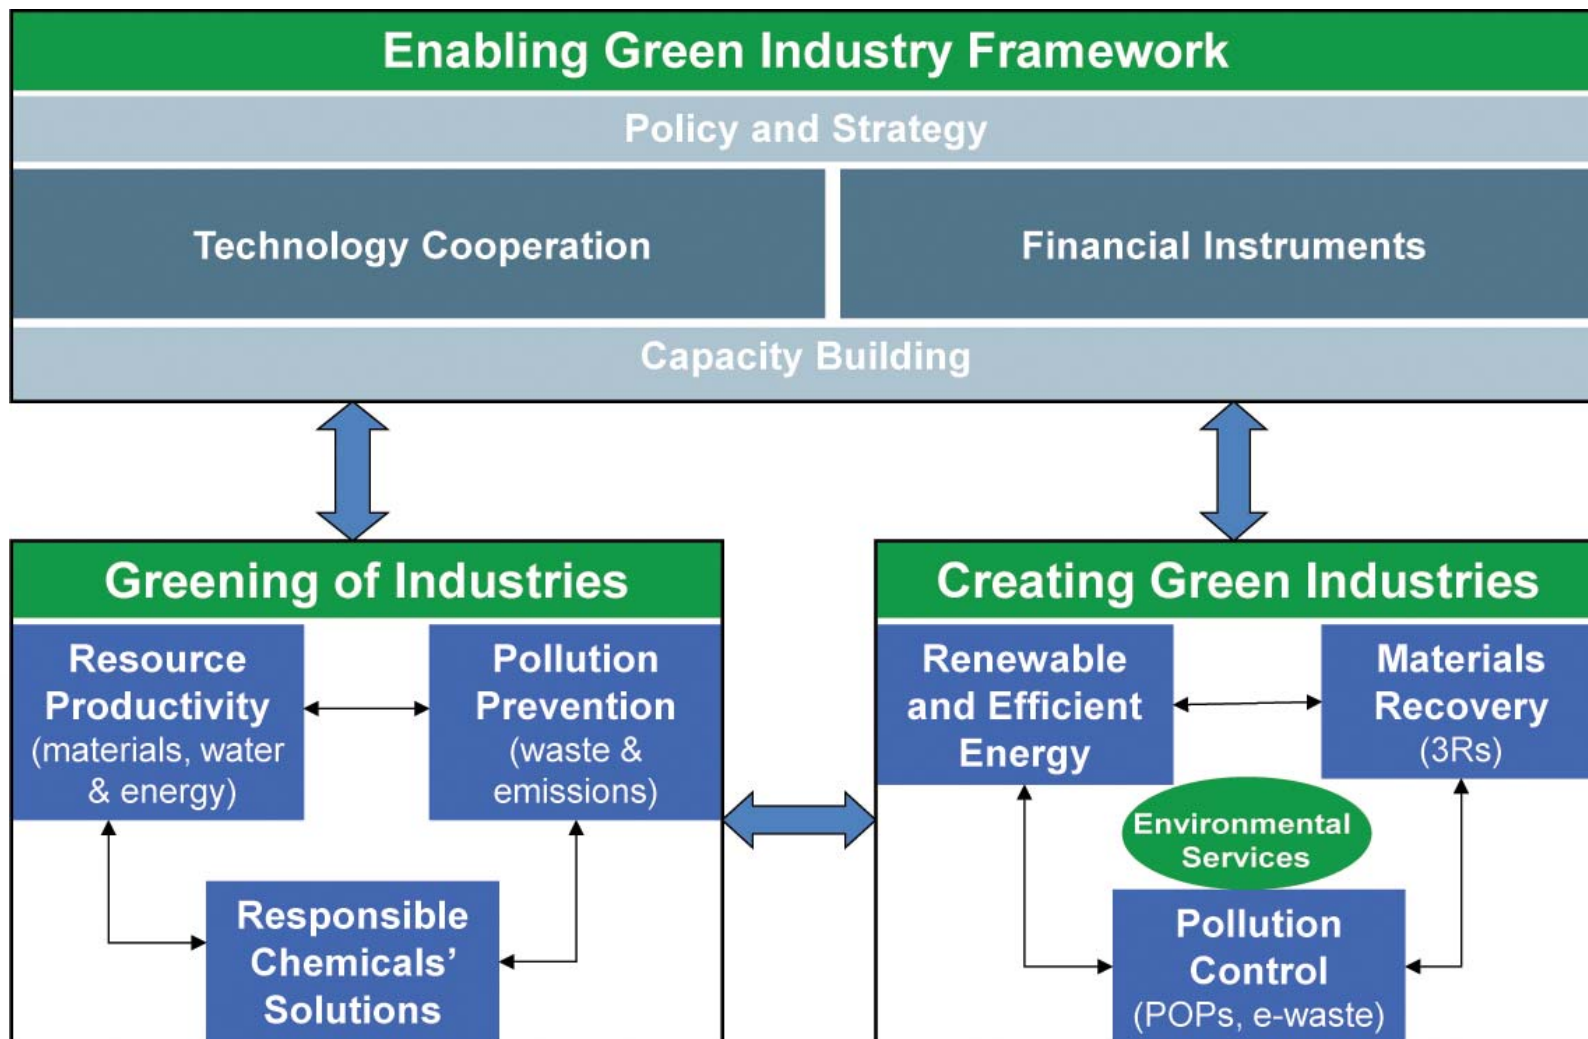 Enabling Green Industry Framework
Policy and Strategy
Technology Cooperation
Financial Instruments
Capacity Building
Greening of Industries
Resource
Productivity
(materials, water
& energy)
Pollution
Prevention
(waste &
emissions)
Responsible
Chemicals’
Solutions
Creating Green Industries
Renewable
and Efficient
Energy
Materials
Recovery
(3Rs)
Environmental
Services
Pollution
Control
(POPs, e-waste)